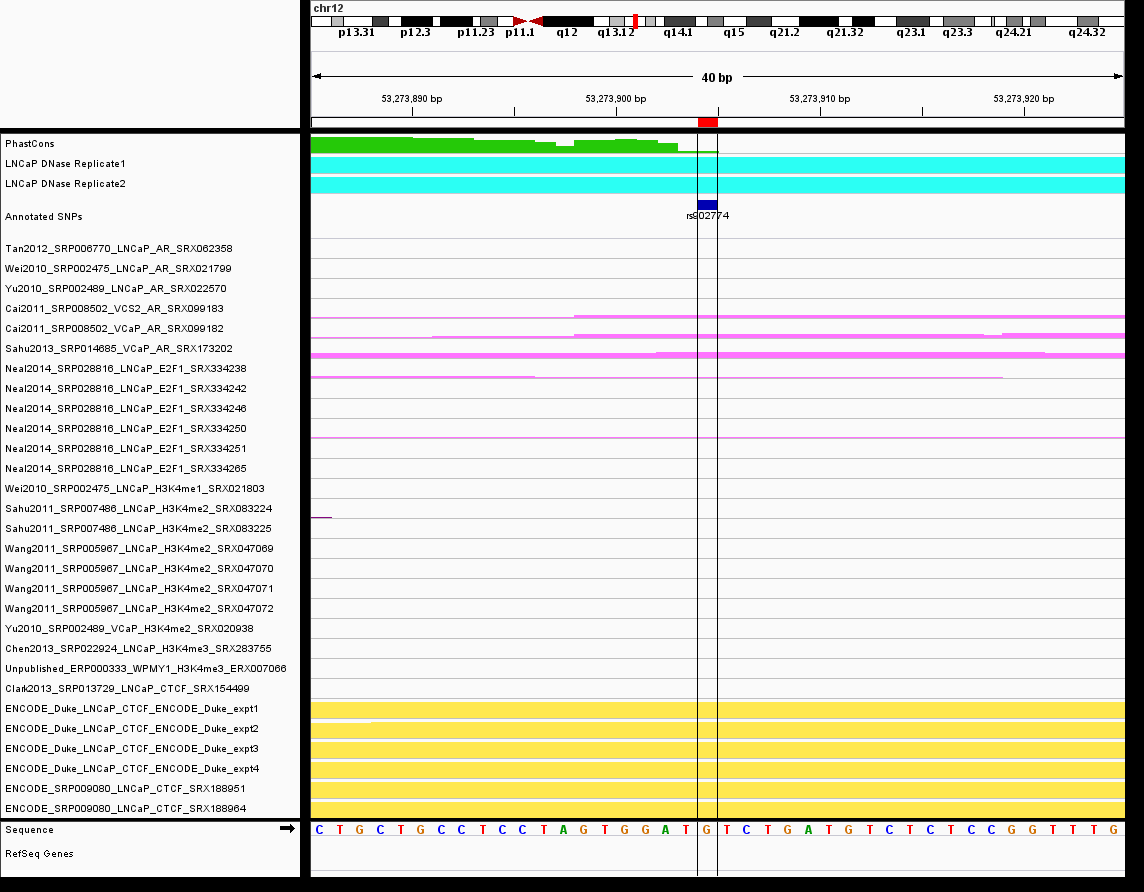 chr12
p13.31 p12.3 p11.23 p11.1 q12 q13.12 q14.1 q15 q21.2 q21.32 q23.1 q23.3 q24.21 q24.32
40 bp
53,273,890 bp 53,273,900 bp 53,273,910 bp 53,273,920 bp
PhastCons
LNCaP DNase Replicate1
LNCaP DNase Replicate2
Annotated SNPs
rs902774
Tan2012_SRP006770_LNCaP_AR_SRX062358
Wei2010_SRP002475_LNCaP_AR_SRX021799
Yu2010_SRP002489_LNCaP_AR_SRX022570
Cai2011_SRP008502_VCS2_AR_SRX099183
Cai2011_SRP008502_VCaP_AR_SRX099182
Sahu2013_SRP014685_VCaP_AR_SRX173202
Neal2014_SRP028816_LNCaP_E2F1_SRX334238
Neal2014_SRP028816_LNCaP_E2F1_SRX334242
Neal2014_SRP028816_LNCaP_E2F1_SRX334246
Neal2014_SRP028816_LNCaP_E2F1_SRX334250
Neal2014_SRP028816_LNCaP_E2F1_SRX334251
Neal2014_SRP028816_LNCaP_E2F1_SRX334265
Wei2010_SRP002475_LNCaP_H3K4me1_SRX021803
Sahu2011_SRP007486_LNCaP_H3K4me2_SRX083224
Sahu2011_SRP007486_LNCaP_H3K4me2_SRX083225
Wang2011_SRP005967_LNCaP_H3K4me2_SRX047069
Wang2011_SRP005967_LNCaP_H3K4me2_SRX047070
Wang2011_SRP005967_LNCaP_H3K4me2_SRX047071
Wang2011_SRP005967_LNCaP_H3K4me2_SRX047072
Yu2010_SRP002489_VCaP_H3K4me2_SRX020938
Chen2013_SRP022924_LNCaP_H3K4me3_SRX283755
Unpublished_ERP000333_WPMY1_H3K4me3_ERX007066
Clark2013_SRP013729_LNCaP_CTCF_SRX154499
ENCODE_Duke_LNCaP_CTCF_ENCODE_Duke_expt1
ENCODE_Duke_LNCaP_CTCF_ENCODE_Duke_expt2
ENCODE_Duke_LNCaP_CTCF_ENCODE_Duke_expt3
ENCODE_Duke_LNCaP_CTCF_ENCODE_Duke_expt4
ENCODE_SRP009080_LNCaP_CTCF_SRX188951
ENCODE_SRP009080_LNCaP_CTCF_SRX188964
Sequence C T G C T G C C T C C T A G T G G A T G T C T G A T G T C T C T C C G G T T T G
RefSeq Genes